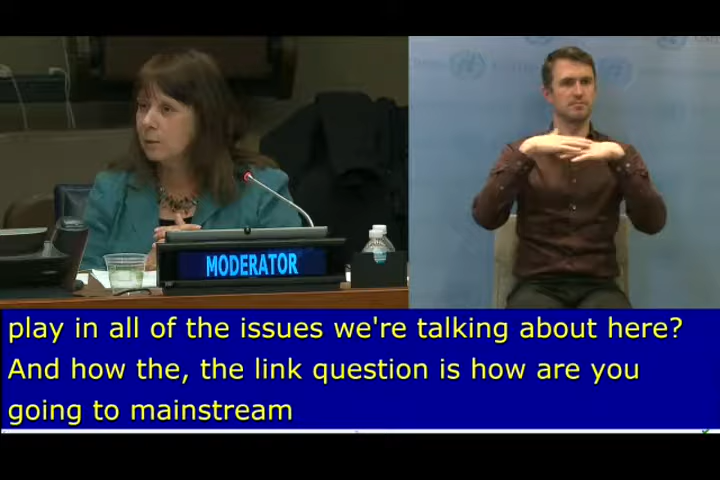 MODERATOR
play in all of the issues we're talking about here?
And how the, the link question is how are you
going to mainstream